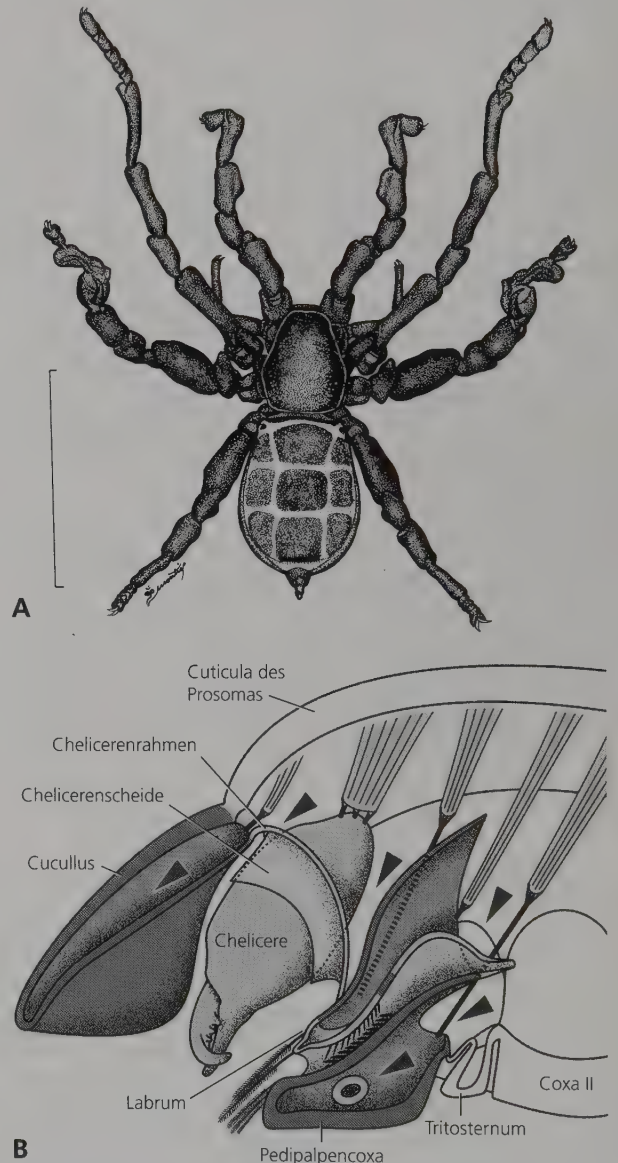 A
Cuticula des
Prosomas
Chelicerenrahmen
Chelicerenscheide
Cucullus
Chelicere
Labrum
Coxa II
Tritosternum
Pedipalpencoxa
B